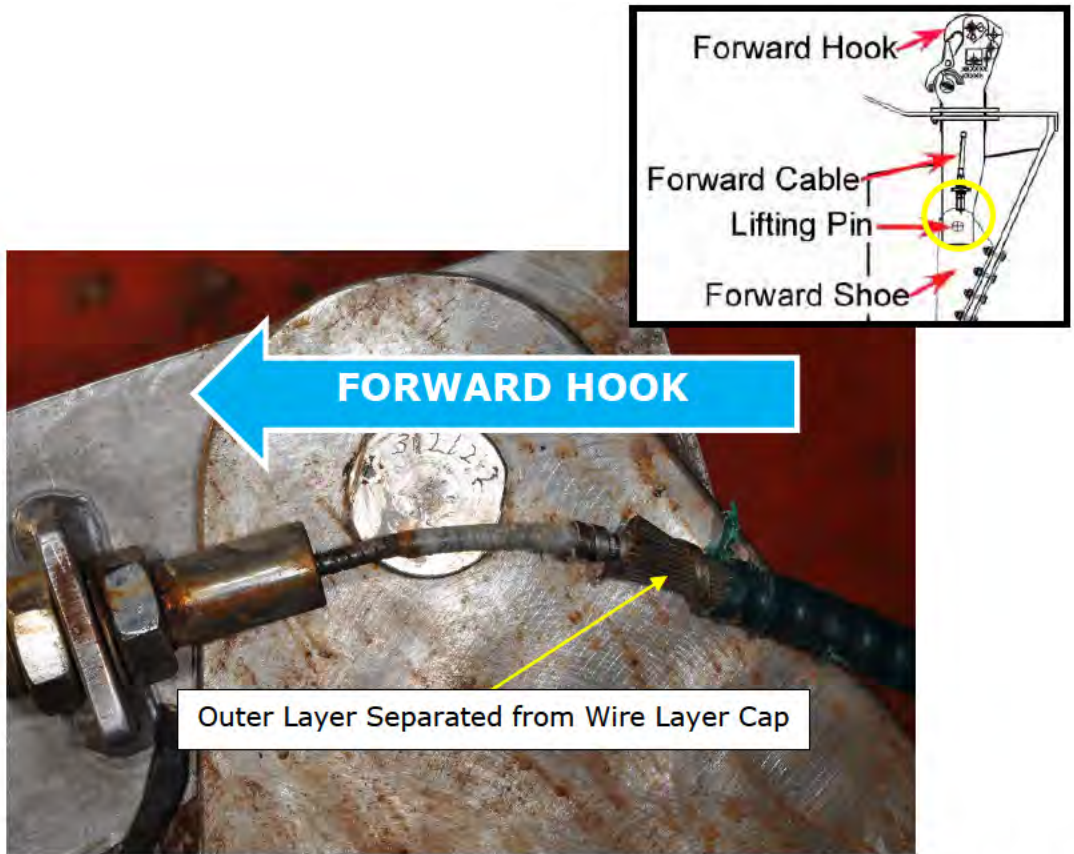 Forward Hook
Forward Cable
Lifting Pin
Forward Shoe
FORWARD HOOK
Outer Layer Separated from Wire Layer Cap